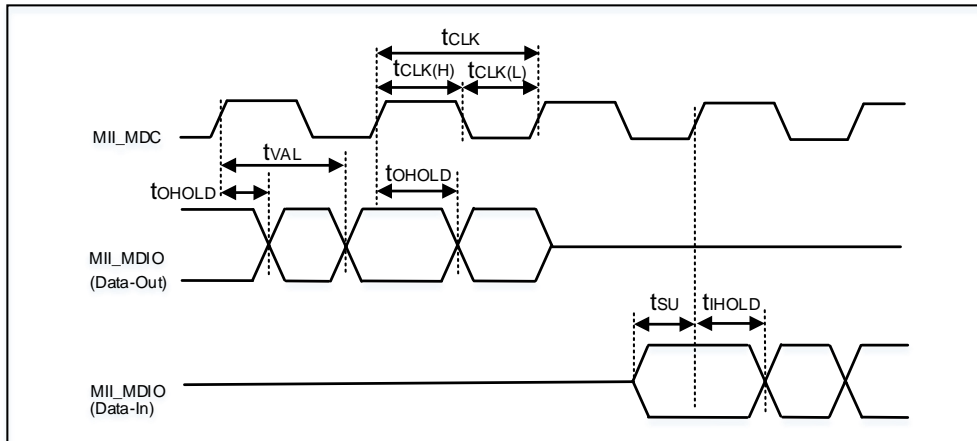 tCLK
tCLK(H) tCLK(L)
MII_MDC
tVAL
tOHOLD tOHOLD
MII_MDIO
(Data-Out)
tSU tIHOLD
MII_MDIO
(Data-In)